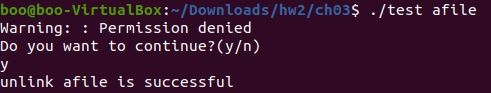 boo@boo-VirtualBox:~/Downloads/hw2/ch03$ ./test afile
Warning: : Permission denied
Do you want to continue?(y/n)
y
unlink afile is successful